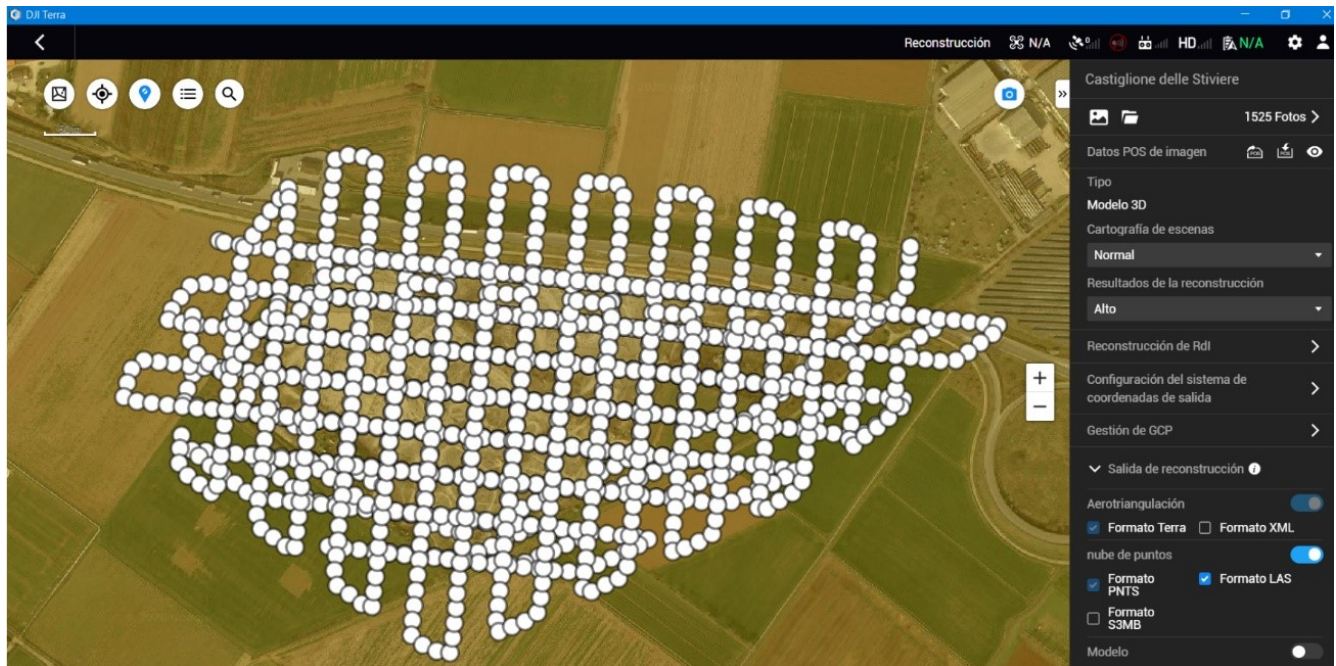 DJI Terra
Reconstrucción N/A HD N/A
Castiglione delle Stiviere
1525 Fotos
Datos POS de imagen
Tipo
Modelo 3D
Cartografía de escenas
Normal
Resultados de la reconstrucción
Alto
Reconstrucción de RdI
Configuración del sistema de
coordenadas de salida
Gestión de GCP
Salida de reconstrucción
Aerotriangulación
Formato Terra Formato XML
nube de puntos
Formato
PNTS
Formato LAS
Formato
S3MB
Modelo